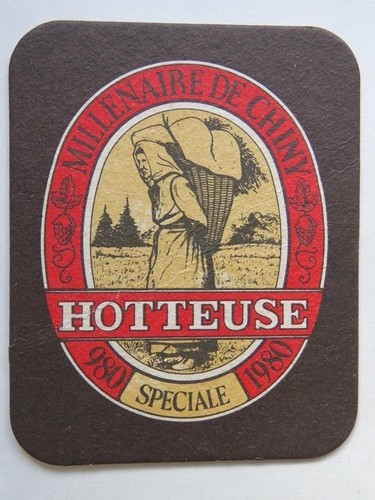 MILLENAIRE DE CHINY
HOTTEUSE
980 SPECIALE 1980